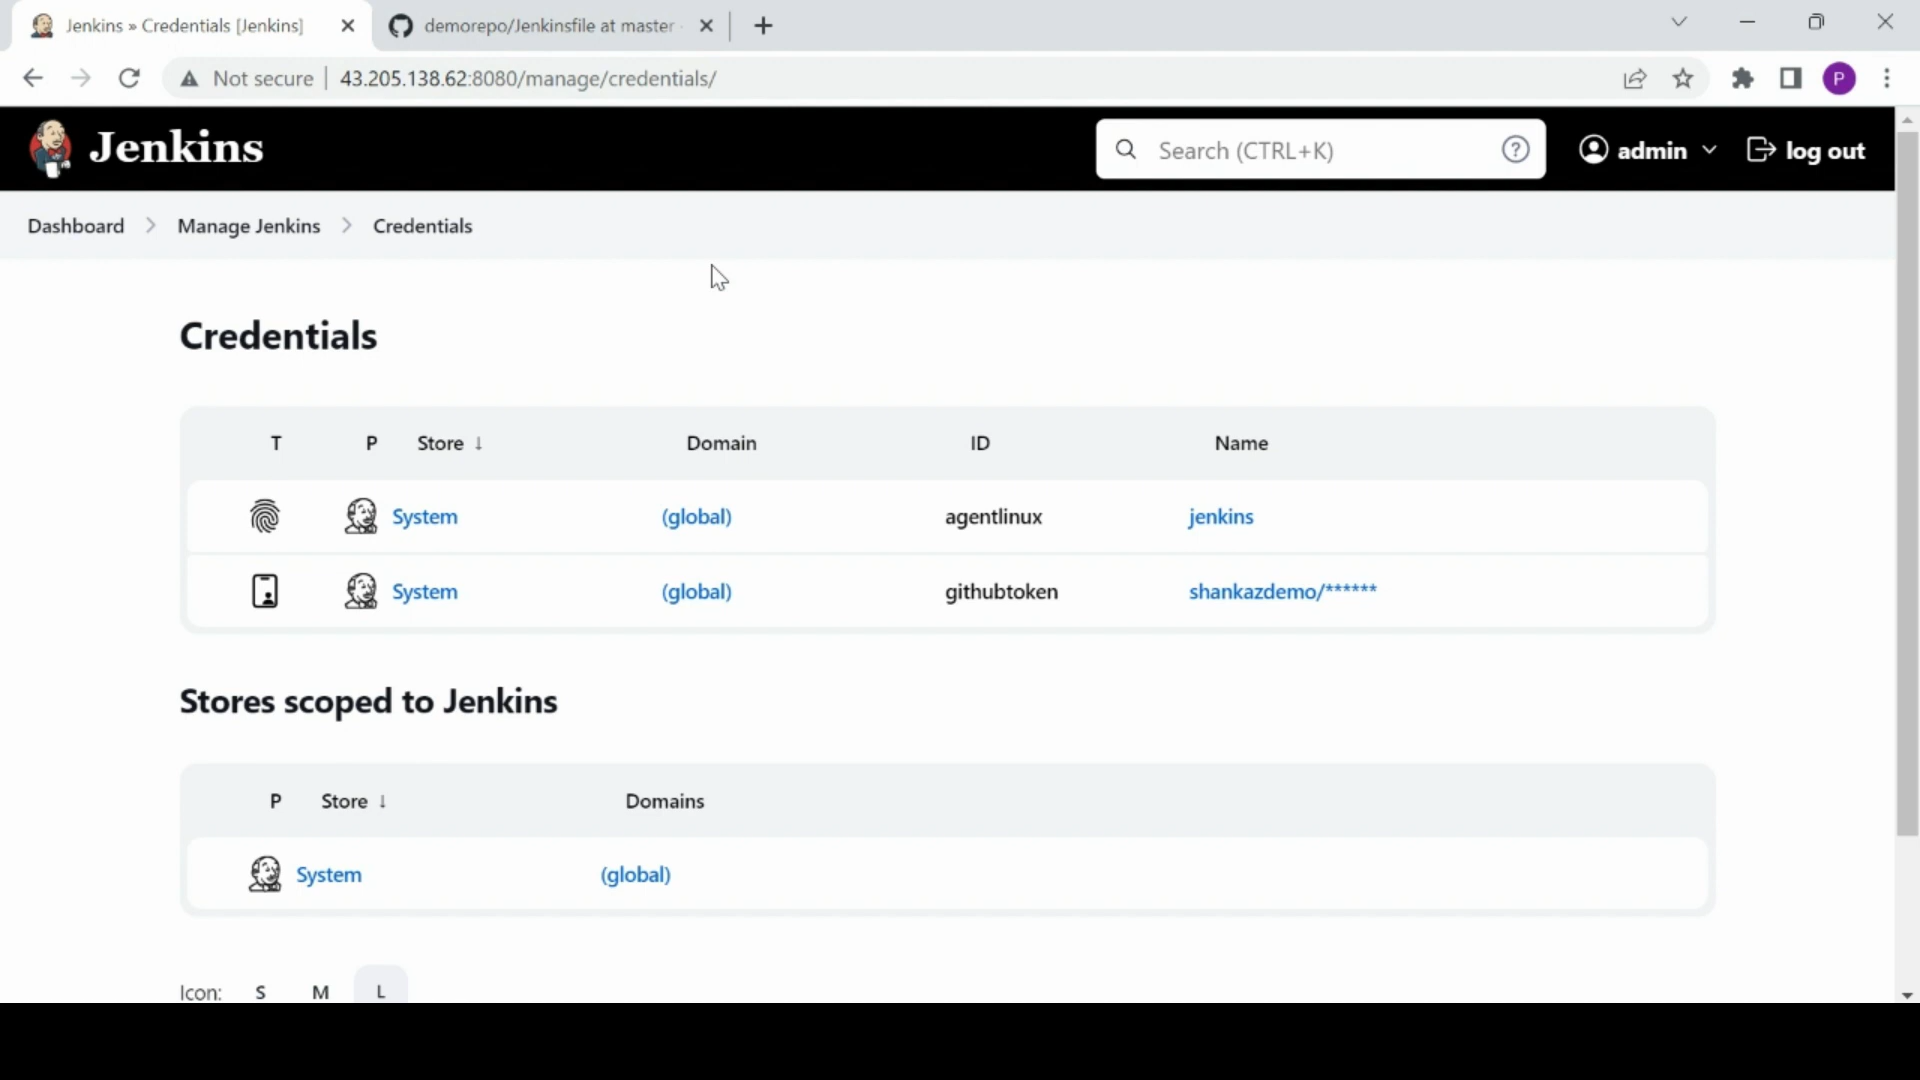 Jenkins » Credentials [Jenkins]
demorepo/Jenkinsfile at master
Not secure | 43.205.138.62:8080/manage/credentials/
P
Jenkins
Search (CTRL+K)
?
admin
log out
Dashboard > Manage Jenkins > Credentials
Credentials
T P Store ↓ Domain ID Name
System (global) agentlinux jenkins
System (global) githubtoken shankazdemo/******
Stores scoped to Jenkins
P Store ↓ Domains
System (global)
Icon: S M L